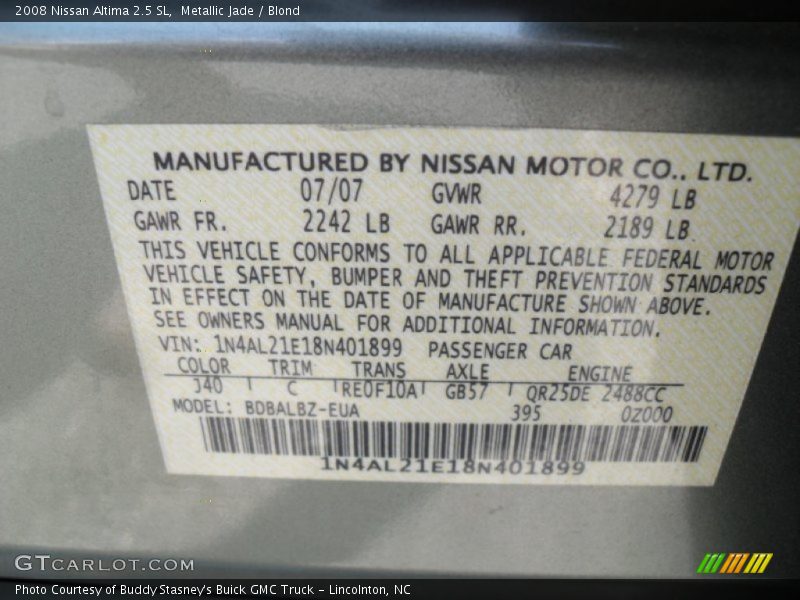 2008 Nissan Altima 2.5 SL, Metallic Jade / Blond
MANUFACTURED BY NISSAN MOTOR CO., LTD.
DATE 07/07 GVWR 4279 LB
GAWR FR. 2242 LB GAWR RR. 2189 LB
THIS VEHICLE CONFORMS TO ALL APPLICABLE FEDERAL MOTOR
VEHICLE SAFETY, BUMPER AND THEFT PREVENTION STANDARDS
IN EFFECT ON THE DATE OF MANUFACTURE SHOWN ABOVE.
SEE OWNERS MANUAL FOR ADDITIONAL INFORMATION.
VIN: 1N4AL21E18N401899 PASSENGER CAR
COLOR TRIM TRANS AXLE ENGINE
J40 C RE0F10A GB57 QR25DE 2488CC
MODEL: BDBALBZ-EUA 395 0Z000
1N4AL21E18N401899
GTCARLOT.COM
Photo Courtesy of Buddy Stasney's Buick GMC Truck - Lincolnton, NC